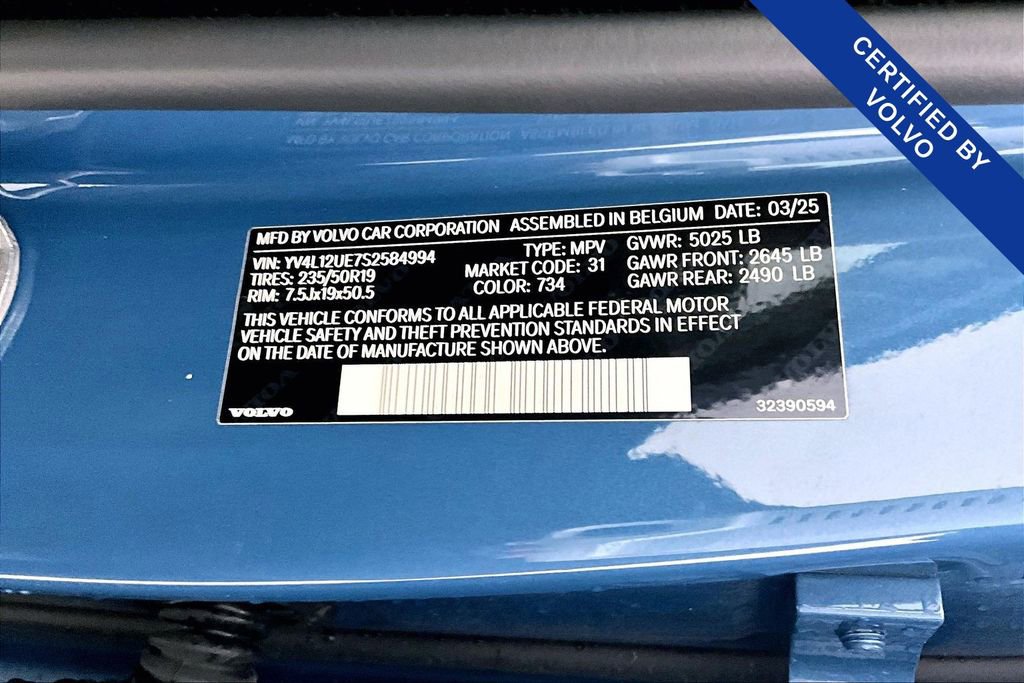 CERTIFIED BY
VOLVO
MFD BY VOLVO CAR CORPORATION ASSEMBLED IN BELGIUM DATE: 03/25
VIN: YV4L12UE7S2584994 TYPE: MPV GVWR: 5025 LB
TIRES: 235/50R19 MARKET CODE: 31 GAWR FRONT: 2645 LB
RIM: 7.5Jx19x50.5 COLOR: 734 GAWR REAR: 2490 LB
THIS VEHICLE CONFORMS TO ALL APPLICABLE FEDERAL MOTOR
VEHICLE SAFETY AND THEFT PREVENTION STANDARDS IN EFFECT
ON THE DATE OF MANUFACTURE SHOWN ABOVE.
VOLVO 32390594